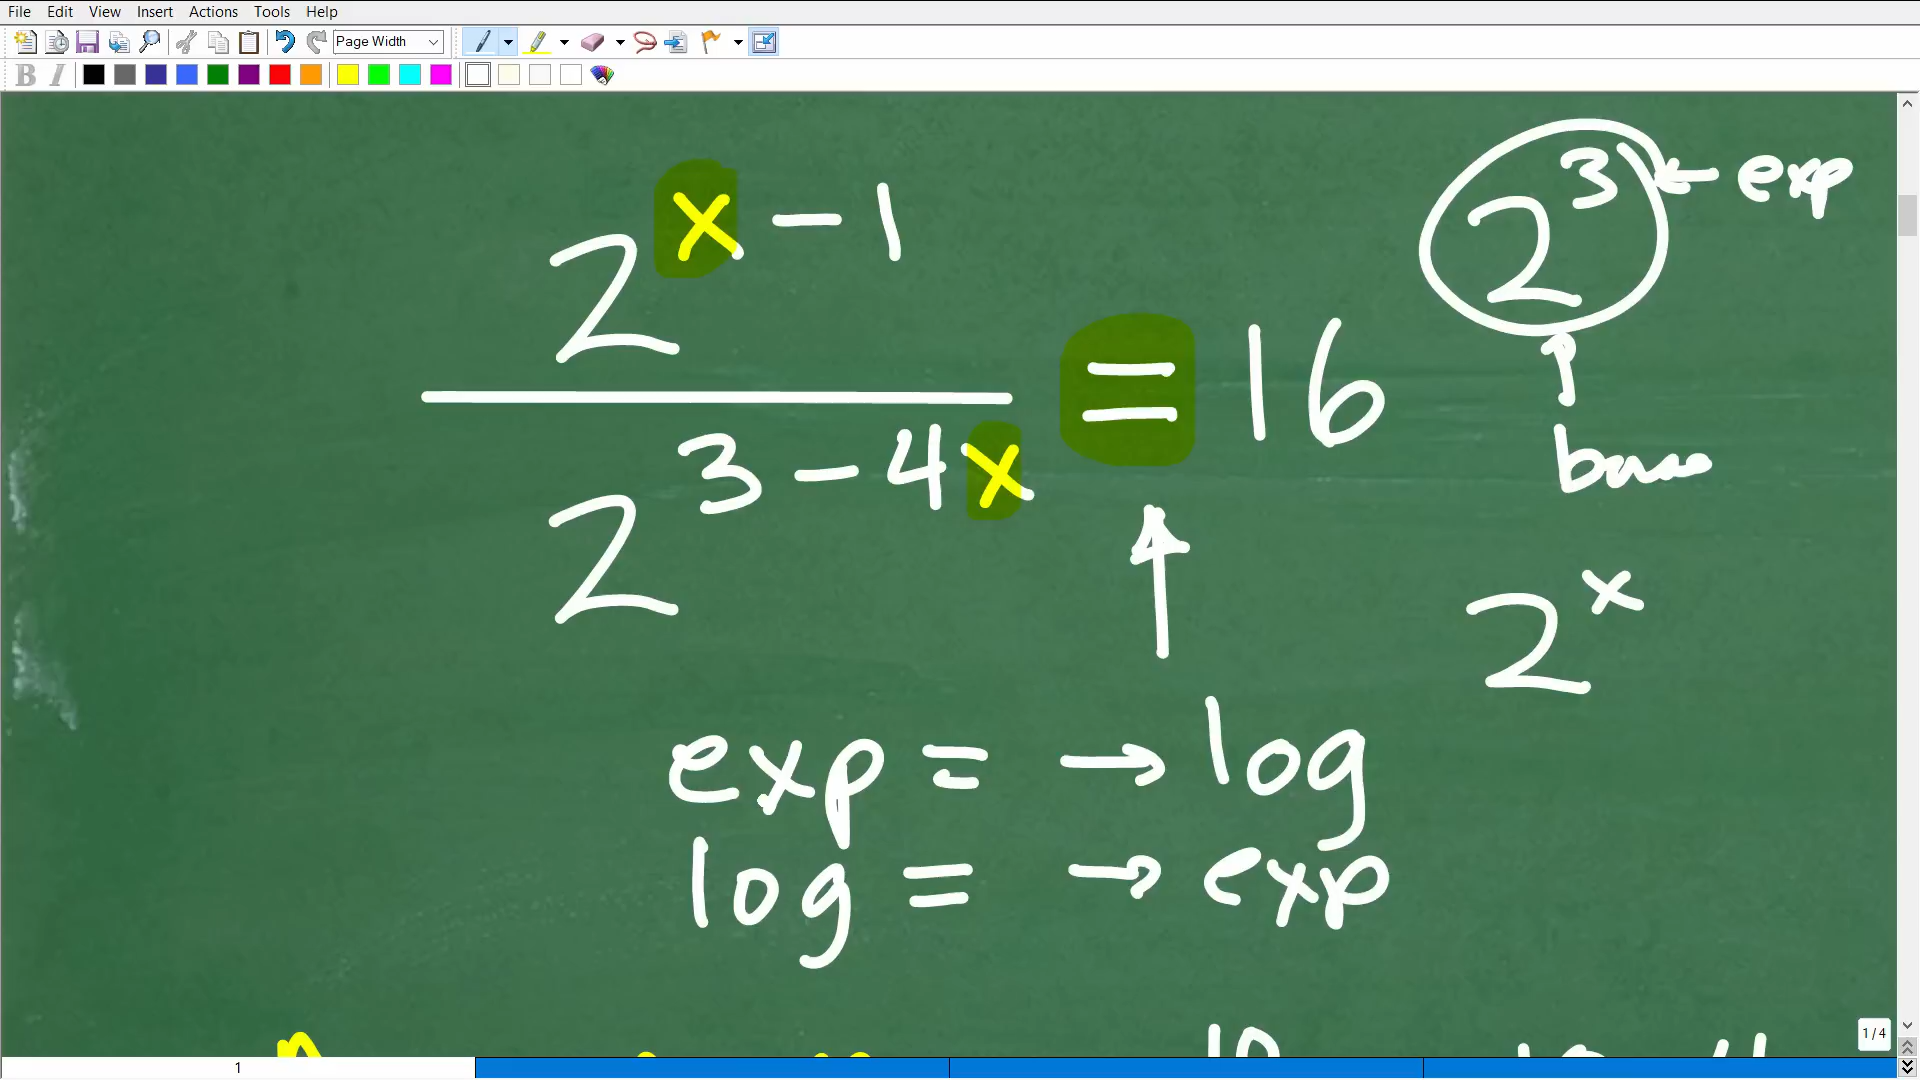 File Edit View Insert Actions Tools Help
Page Width
B I
2^{x-1}
2^{3-4x}
= 16
2^3 ← exp
base
2^x
exp = → log
log = → exp
1/4
1